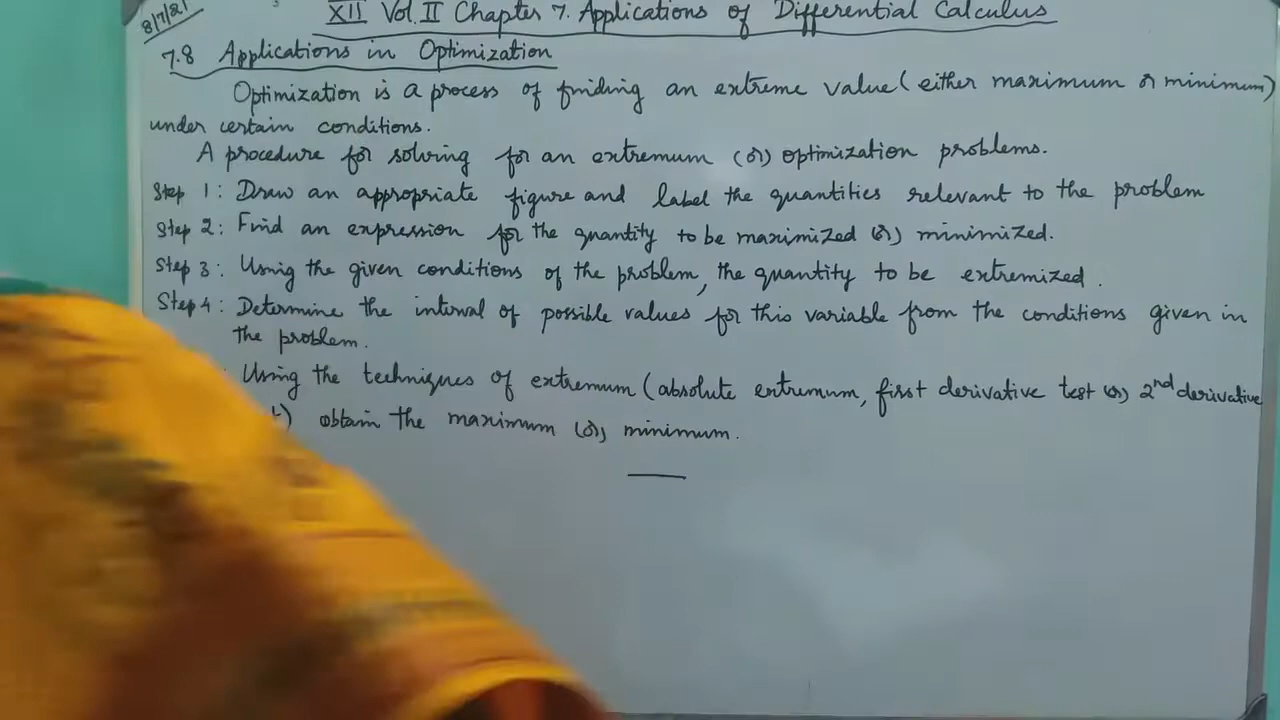 8/7/21
XII Vol. II Chapter 7. Applications of Differential Calculus
7.8 Applications in Optimization
Optimization is a process of finding an extreme value (either maximum or minimum)
under certain conditions.
A procedure for solving for an extremum (or) optimization problems.
Step 1: Draw an appropriate figure and label the quantities relevant to the problem
Step 2: Find an expression for the quantity to be maximized (or) minimized.
Step 3: Using the given conditions of the problem, the quantity to be extremized.
Step 4: Determine the interval of possible values for this variable from the conditions given in
the problem.
: Using the techniques of extremum (absolute extremum, first derivative test (or) 2nd derivative
t) obtain the maximum (or) minimum.